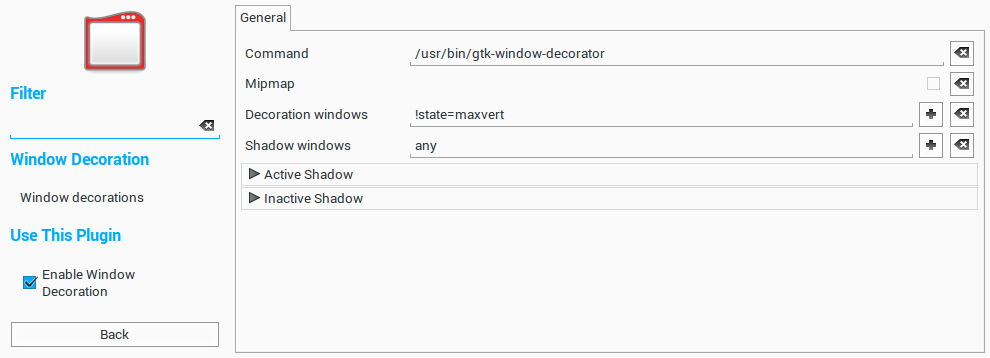 Filter
Window Decoration
Window decorations
Use This Plugin
Enable Window
Decoration
Back
General
Command /usr/bin/gtk-window-decorator
Mipmap
Decoration windows !state=maxvert
Shadow windows any
Active Shadow
Inactive Shadow